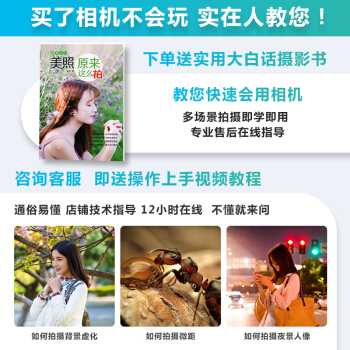 买了相机不会玩 实在人教您！
美照 原来
这么拍
下单送实用大白话摄影书
教您快速会用相机
多场景拍摄即学即用
专业售后在线指导
咨询客服 即送操作上手视频教程
通俗易懂 店铺技术指导 12小时在线 不懂就来问
如何拍摄背景虚化
如何拍摄微距
如何拍摄夜景人像